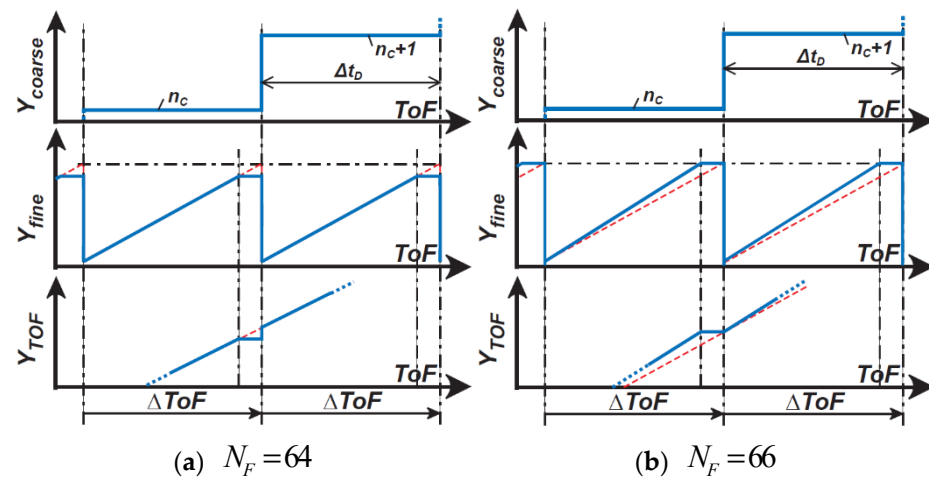 Y_coarse
n_C
n_C+1
Δt_D
ToF
Y_fine
ToF
Y_TOF
ToF
ΔToF
ΔToF
(a) N_F = 64
Y_coarse
n_C
n_C+1
Δt_D
ToF
Y_fine
ToF
Y_TOF
ToF
ΔToF
ΔToF
(b) N_F = 66